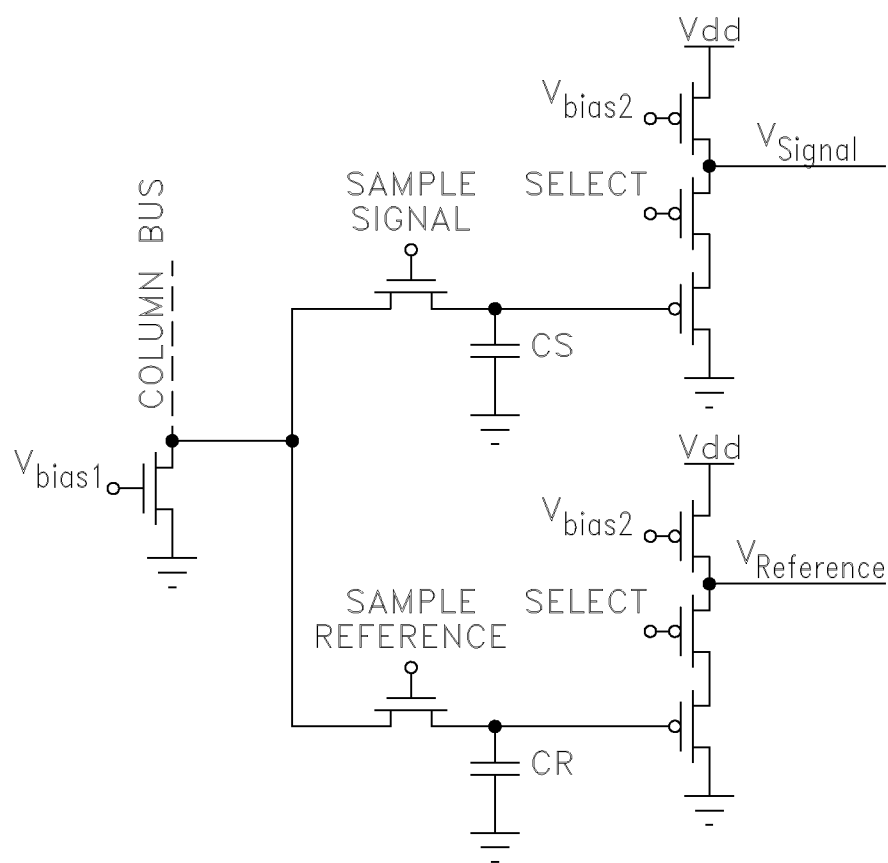 Vdd
Vbias2
VSignal
SAMPLE
SIGNAL
SELECT
COLUMN BUS
CS
Vbias1
Vdd
Vbias2
VReference
SAMPLE
REFERENCE
SELECT
CR